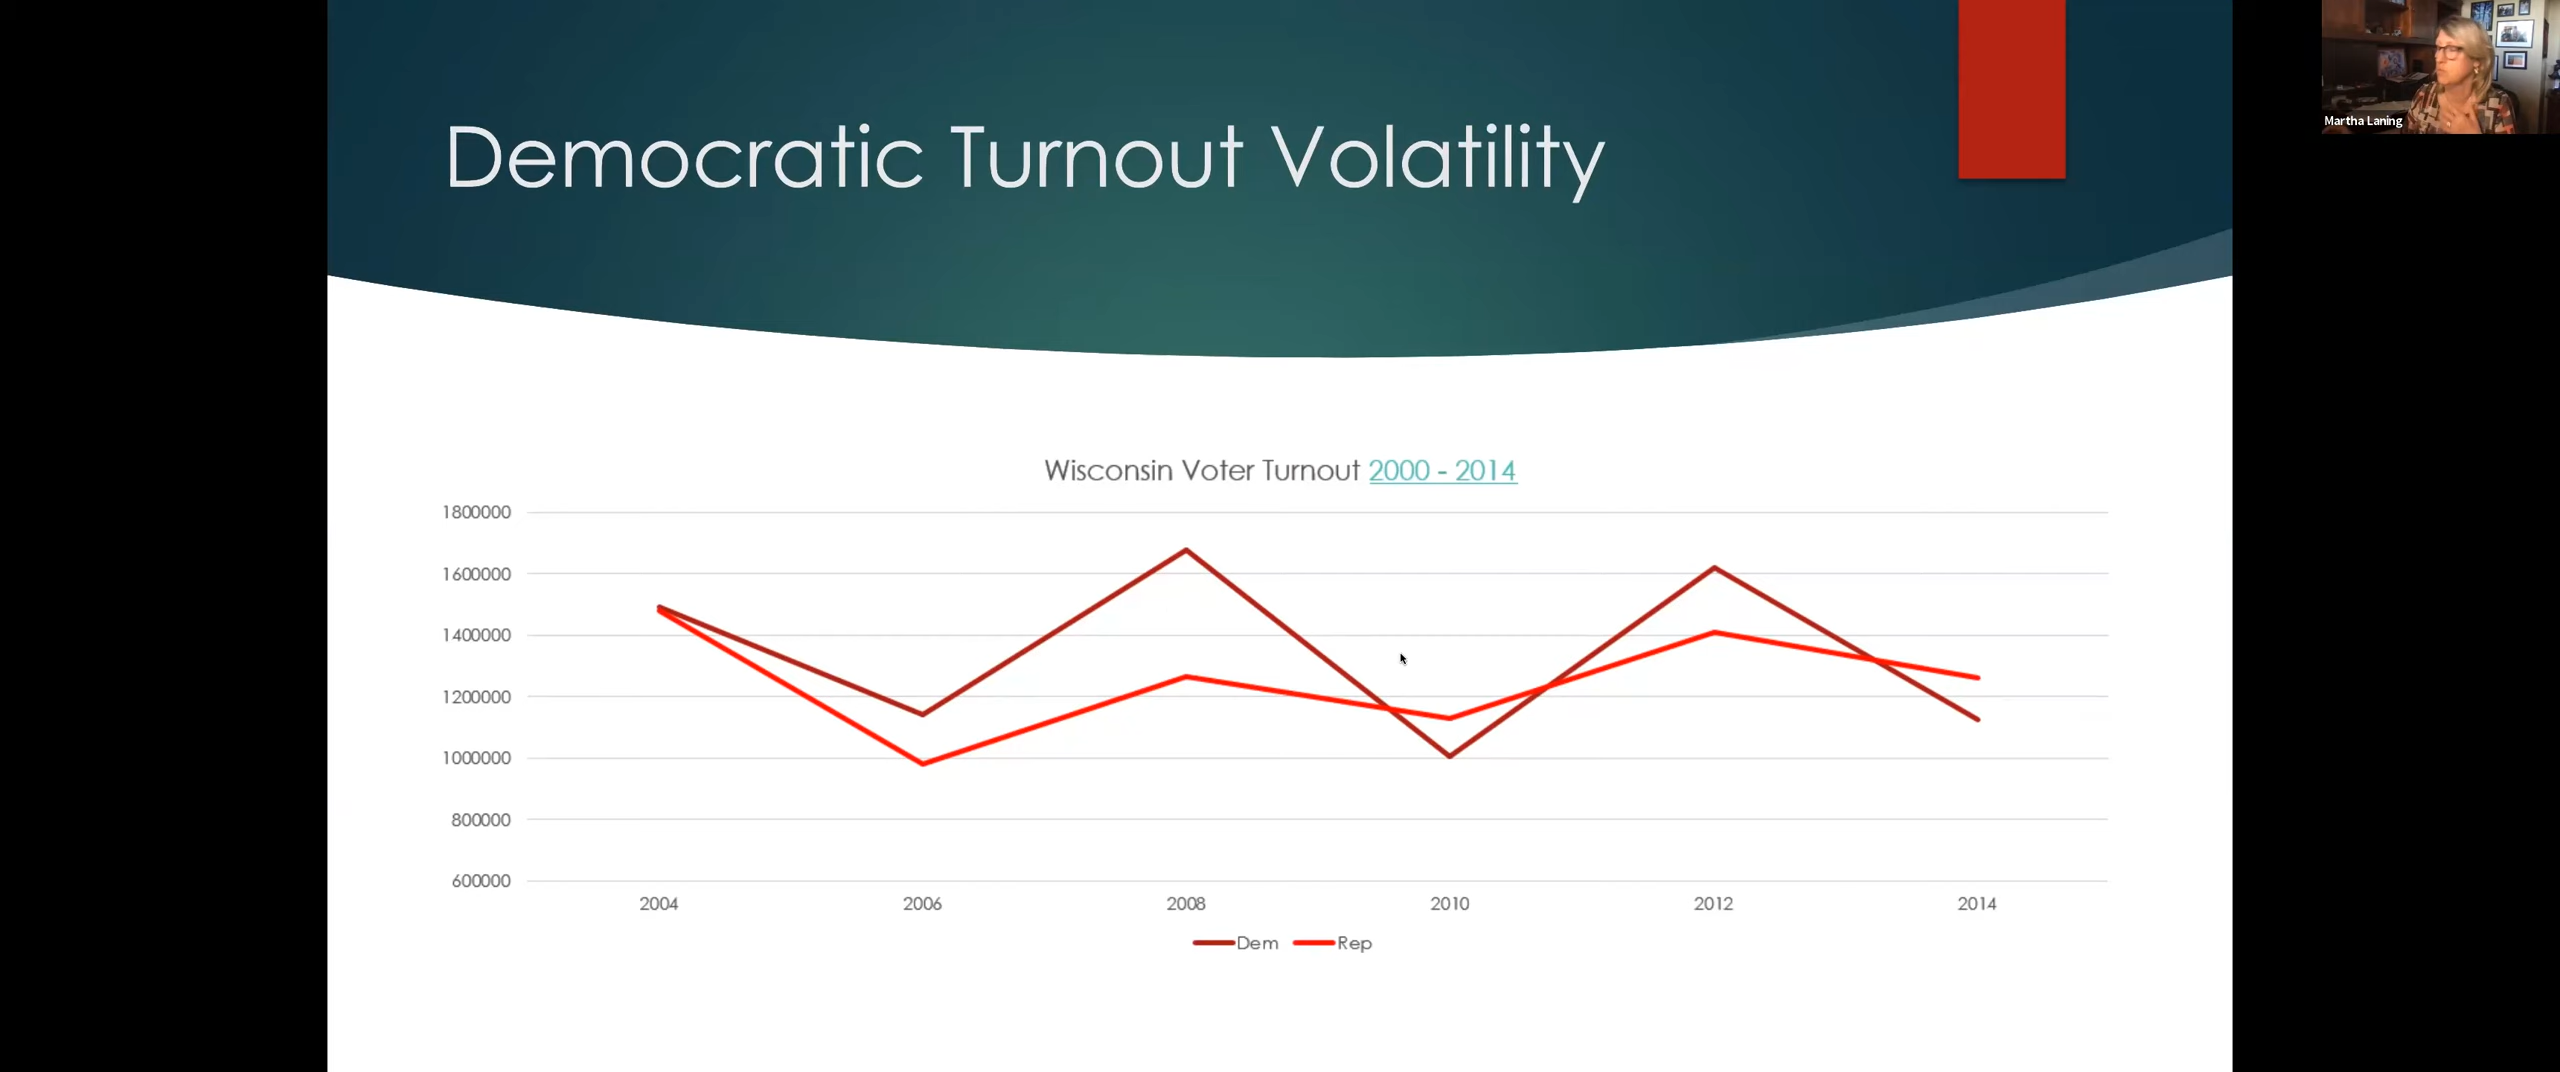 Democratic Turnout Volatility
Martha Laning
Wisconsin Voter Turnout 2000 - 2014
1800000
1600000
1400000
1200000
1000000
800000
600000
2004 2006 2008 2010 2012 2014
Dem Rep